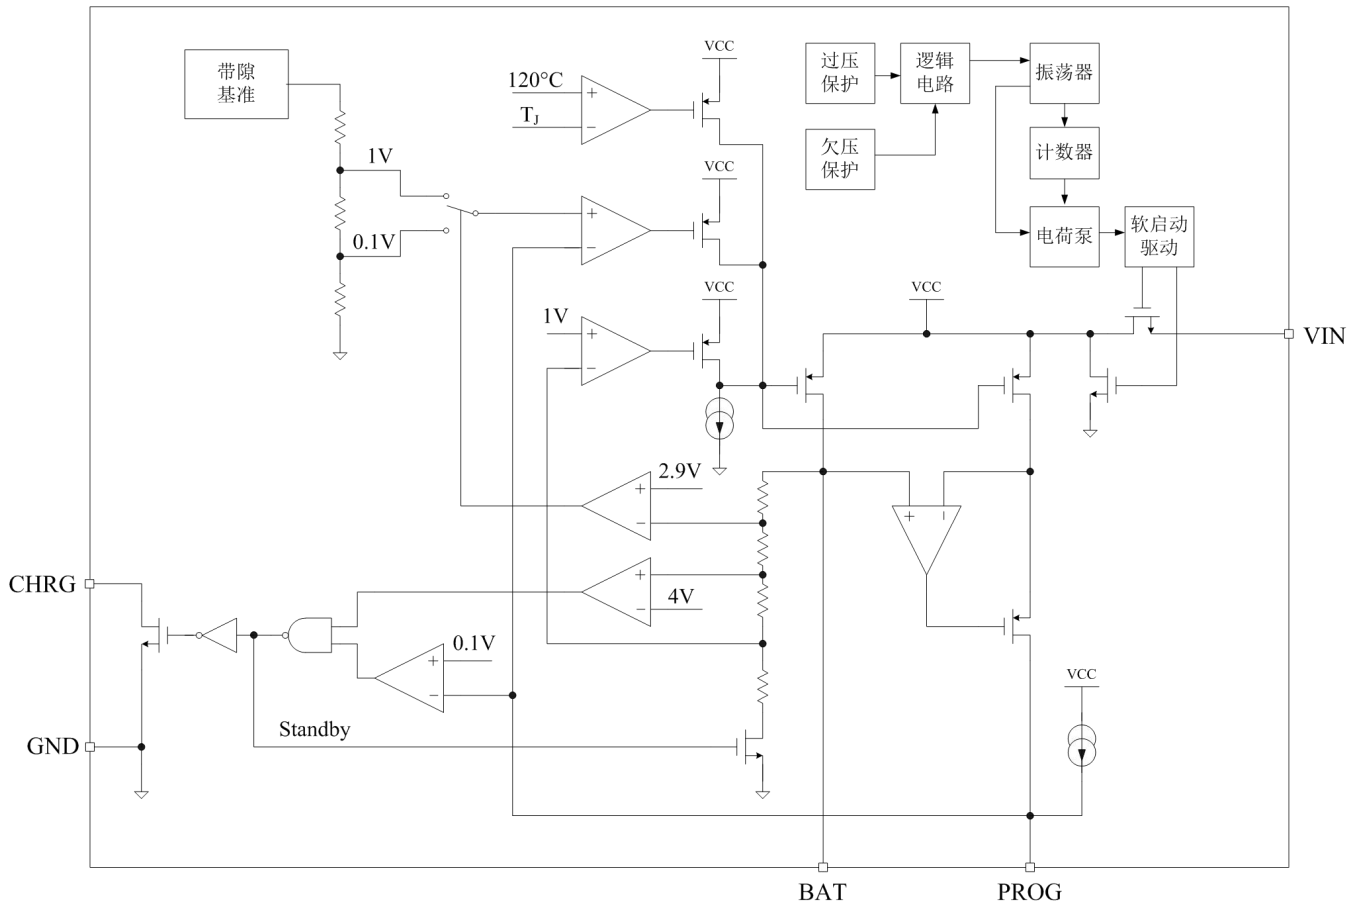 带隙
基准
1V
0.1V
120°C
TJ
VCC
VCC
1V
VCC
过压
保护
逻辑
电路
振荡器
欠压
保护
计数器
电荷泵
软启动
驱动
VCC
VIN
+
−
+
−
+
−
2.9V
+
−
+
−
4V
+
−
CHRG
0.1V
+
−
GND
Standby
VCC
BAT
PROG